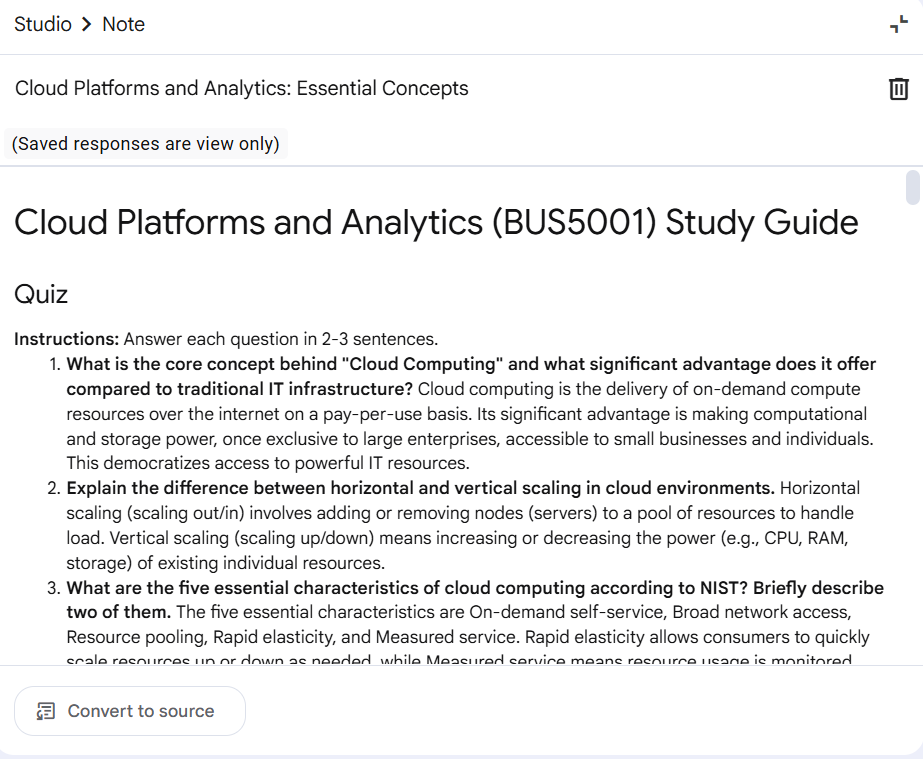 Studio > Note
Cloud Platforms and Analytics: Essential Concepts
(Saved responses are view only)
Cloud Platforms and Analytics (BUS5001) Study Guide
Quiz
Instructions: Answer each question in 2-3 sentences.
1. What is the core concept behind "Cloud Computing" and what significant advantage does it offer
compared to traditional IT infrastructure? Cloud computing is the delivery of on-demand compute
resources over the internet on a pay-per-use basis. Its significant advantage is making computational
and storage power, once exclusive to large enterprises, accessible to small businesses and individuals.
This democratizes access to powerful IT resources.
2. Explain the difference between horizontal and vertical scaling in cloud environments. Horizontal
scaling (scaling out/in) involves adding or removing nodes (servers) to a pool of resources to handle
load. Vertical scaling (scaling up/down) means increasing or decreasing the power (e.g., CPU, RAM,
storage) of existing individual resources.
3. What are the five essential characteristics of cloud computing according to NIST? Briefly describe
two of them. The five essential characteristics are On-demand self-service, Broad network access,
Resource pooling, Rapid elasticity, and Measured service. Rapid elasticity allows consumers to quickly
scale resources up or down as needed, while Measured service means resource usage is monitored,
Convert to source